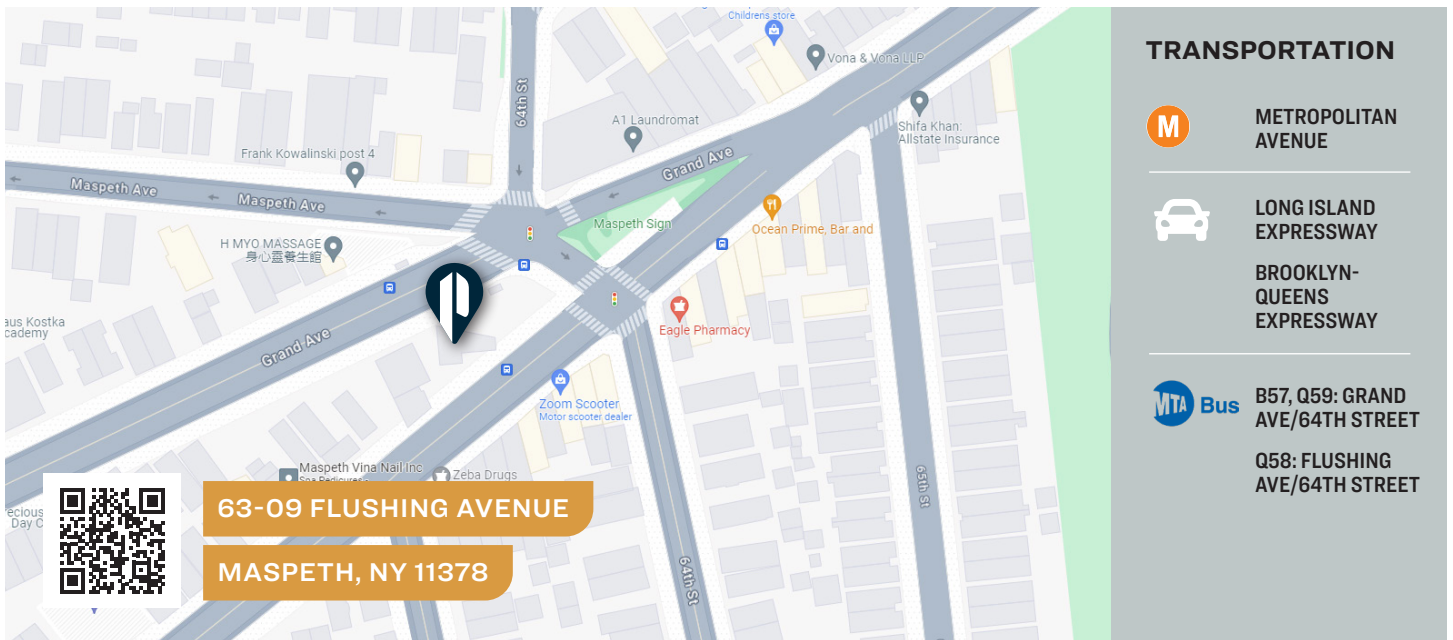 Childrens store
Vona & Vona LLP
64th St
A1 Laundromat
Shifa Khan:
Allstate Insurance
Frank Kowalinski post 4
Grand Ave
Maspeth Ave
Maspeth Ave
Maspeth Sign
Ocean Prime, Bar and
H MYO MASSAGE
身心靈養生館
aus Kostka
cademy
Grand Ave
Eagle Pharmacy
Zoom Scooter
Motor scooter dealer
Maspeth Vina Nail Inc
Spa Pedicures -
Zeba Drugs
65th St
64th St
ecious
Day C
63-09 FLUSHING AVENUE
MASPETH, NY 11378
TRANSPORTATION
M
METROPOLITAN
AVENUE
LONG ISLAND
EXPRESSWAY
BROOKLYN-
QUEENS
EXPRESSWAY
MTA Bus
B57, Q59: GRAND
AVE/64TH STREET
Q58: FLUSHING
AVE/64TH STREET